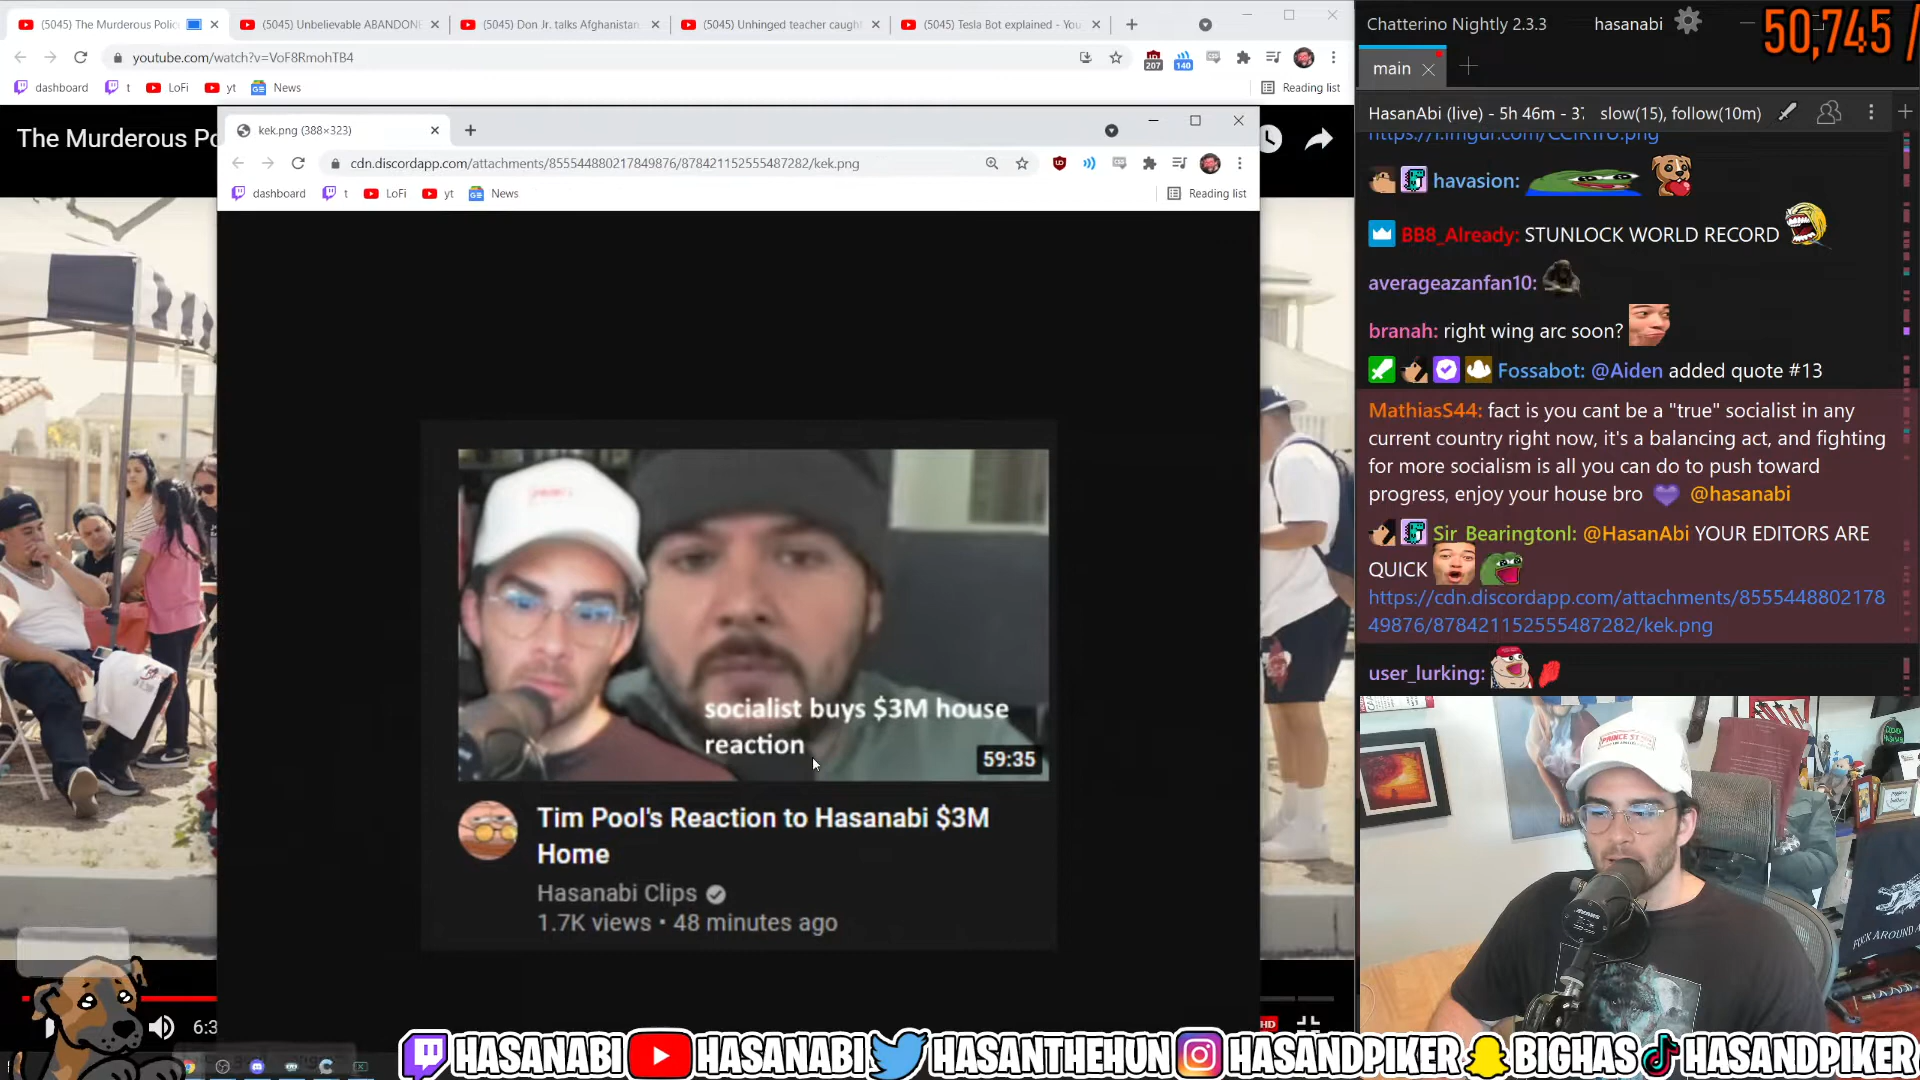 (5045) The Murderous Polic
(5045) Unbelievable ABANDONE
(5045) Don Jr. talks Afghanistan
(5045) Unhinged teacher caught
(5045) Tesla Bot explained - You
youtube.com/watch?v=VoF8RmohTB4
207
140
dashboard
t
LoFi
yt
News
Reading list
The Murderous Po
kek.png (388×323)
cdn.discordapp.com/attachments/855544880217849876/878421152555487282/kek.png
dashboard
t
LoFi
yt
News
Reading list
socialist buys $3M house
reaction
59:35
Tim Pool's Reaction to Hasanabi $3M
Home
Hasanabi Clips
1.7K views • 48 minutes ago
6:3
HD
Chatterino Nightly 2.3.3
hasanabi
50,745 /
main
HasanAbi (live) - 5h 46m - 37
slow(15), follow(10m)
havasion:
BB8_Already: STUNLOCK WORLD RECORD
averageazanfan10:
branah: right wing arc soon?
Fossabot: @Aiden added quote #13
MathiasS44: fact is you cant be a "true" socialist in any
current country right now, it's a balancing act, and fighting
for more socialism is all you can do to push toward
progress, enjoy your house bro @hasanabi
Sir_Bearingtonl: @HasanAbi YOUR EDITORS ARE
QUICK
https://cdn.discordapp.com/attachments/8555448802178
49876/878421152555487282/kek.png
user_lurking:
PRINCE ST
HASANABI
HASANABI
HASANTHEHUN
HASANDPIKER
BIGHAS
HASANDPIKER